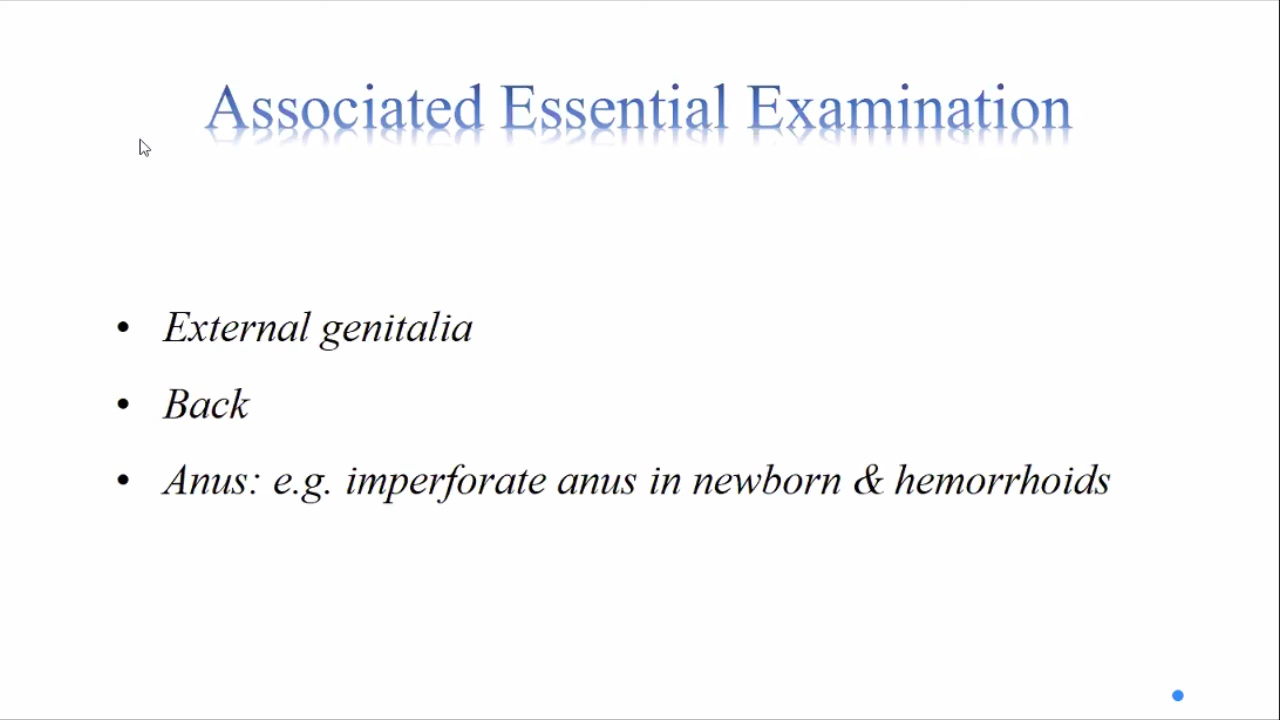 Associated Essential Examination
• External genitalia
• Back
• Anus: e.g. imperforate anus in newborn & hemorrhoids